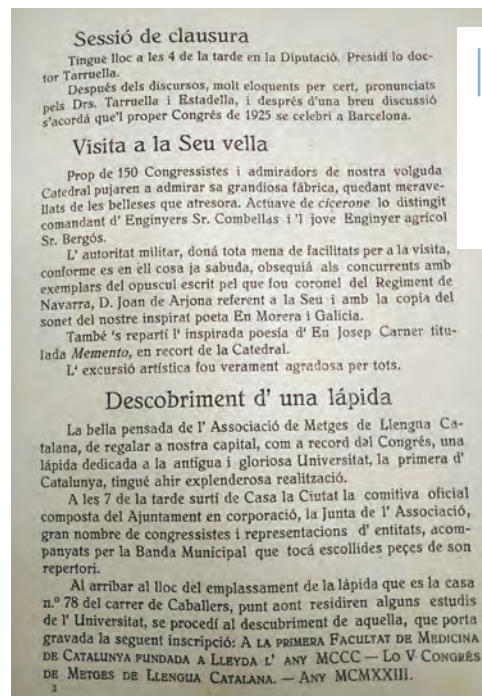 Sessió de clausura
Tingué lloc a les 4 de la tarde en la Diputació. Presidí lo doc-
tor Tarruella.
Después dels discursos, molt eloquents per cert, pronunciats
pels Drs. Tarruella i Estadella, i després d'una breu discussió
s'acordá que'l proper Congrés de 1925 se celebri a Barcelona.
Visita a la Seu vella
Prop de 150 Congressistes i admiradors de nostra volguda
Catedral pujaren a admirar sa grandiosa fábrica, quedant merave-
llats de les belleses que atresora. Actuave de cicerone lo distingit
comandant d' Enginyers Sr. Combellas i 'l jove Enginyer agrícol
Sr. Bergós.
L' autoritat militar, doná tota mena de facilitats per a la visita,
conforme es en ell cosa ja sabuda, obsequiá als concurrents amb
exemplars del opuscul escrit pel que fou coronel del Regiment de
Navarra, D. Joan de Arjona referent a la Seu i amb la copia del
sonet del nostre inspirat poeta En Morera i Galicia.
També 's repartí l' inspirada poesía d' En Josep Carner titu-
lada Memento, en recort de la Catedral.
L' excursió artística fou verament agradosa per tots.
Descobriment d' una lápida
La bella pensada de l' Associació de Metges de Llengua Ca-
talana, de regalar a nostra capital, com a record dal Congrés, una
lápida dedicada a la antigua i gloriosa Universitat, la primera d'
Catalunya, tingué ahir explenderosa realització.
A les 7 de la tarde surtí de Casa la Ciutat la comitiva oficial
composta del Ajuntament en corporació, la Junta de l' Associació,
gran nombre de congressistes i representacions d' entitats, acom-
panyats per la Banda Municipal que tocá escollides peçes de son
repertori.
Al arribar al lloc del emplassament de la lápida que es la casa
n.º 78 del carrer de Caballers, punt aont residiren alguns estudis
de l' Universitat, se procedí al descubriment de aquella, que porta
gravada la seguent inscripció: A LA PRIMERA FACULTAT DE MEDICINA
DE CATALUNYA FUNDADA A LLEYDA L' ANY MCCC — LO V CONGRÉS
DE METGES DE LLENGUA CATALANA. — ANY MCMXXIII.
3